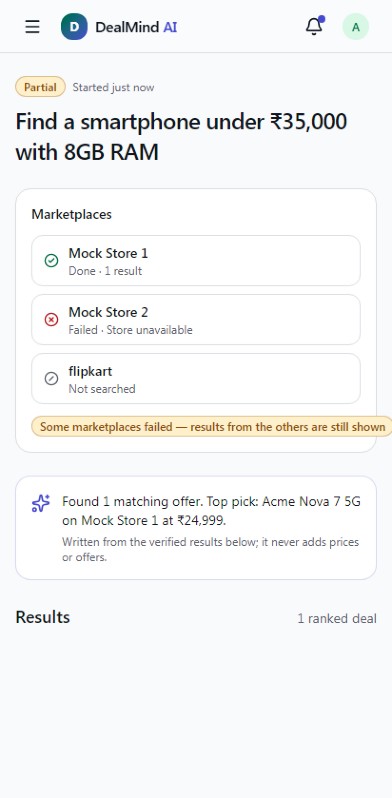 D DealMind AI A
Partial Started just now
Find a smartphone under ₹35,000
with 8GB RAM
Marketplaces
Mock Store 1
Done · 1 result
Mock Store 2
Failed · Store unavailable
flipkart
Not searched
Some marketplaces failed — results from the others are still shown
Found 1 matching offer. Top pick: Acme Nova 7 5G
on Mock Store 1 at ₹24,999.
Written from the verified results below; it never adds prices
or offers.
Results 1 ranked deal